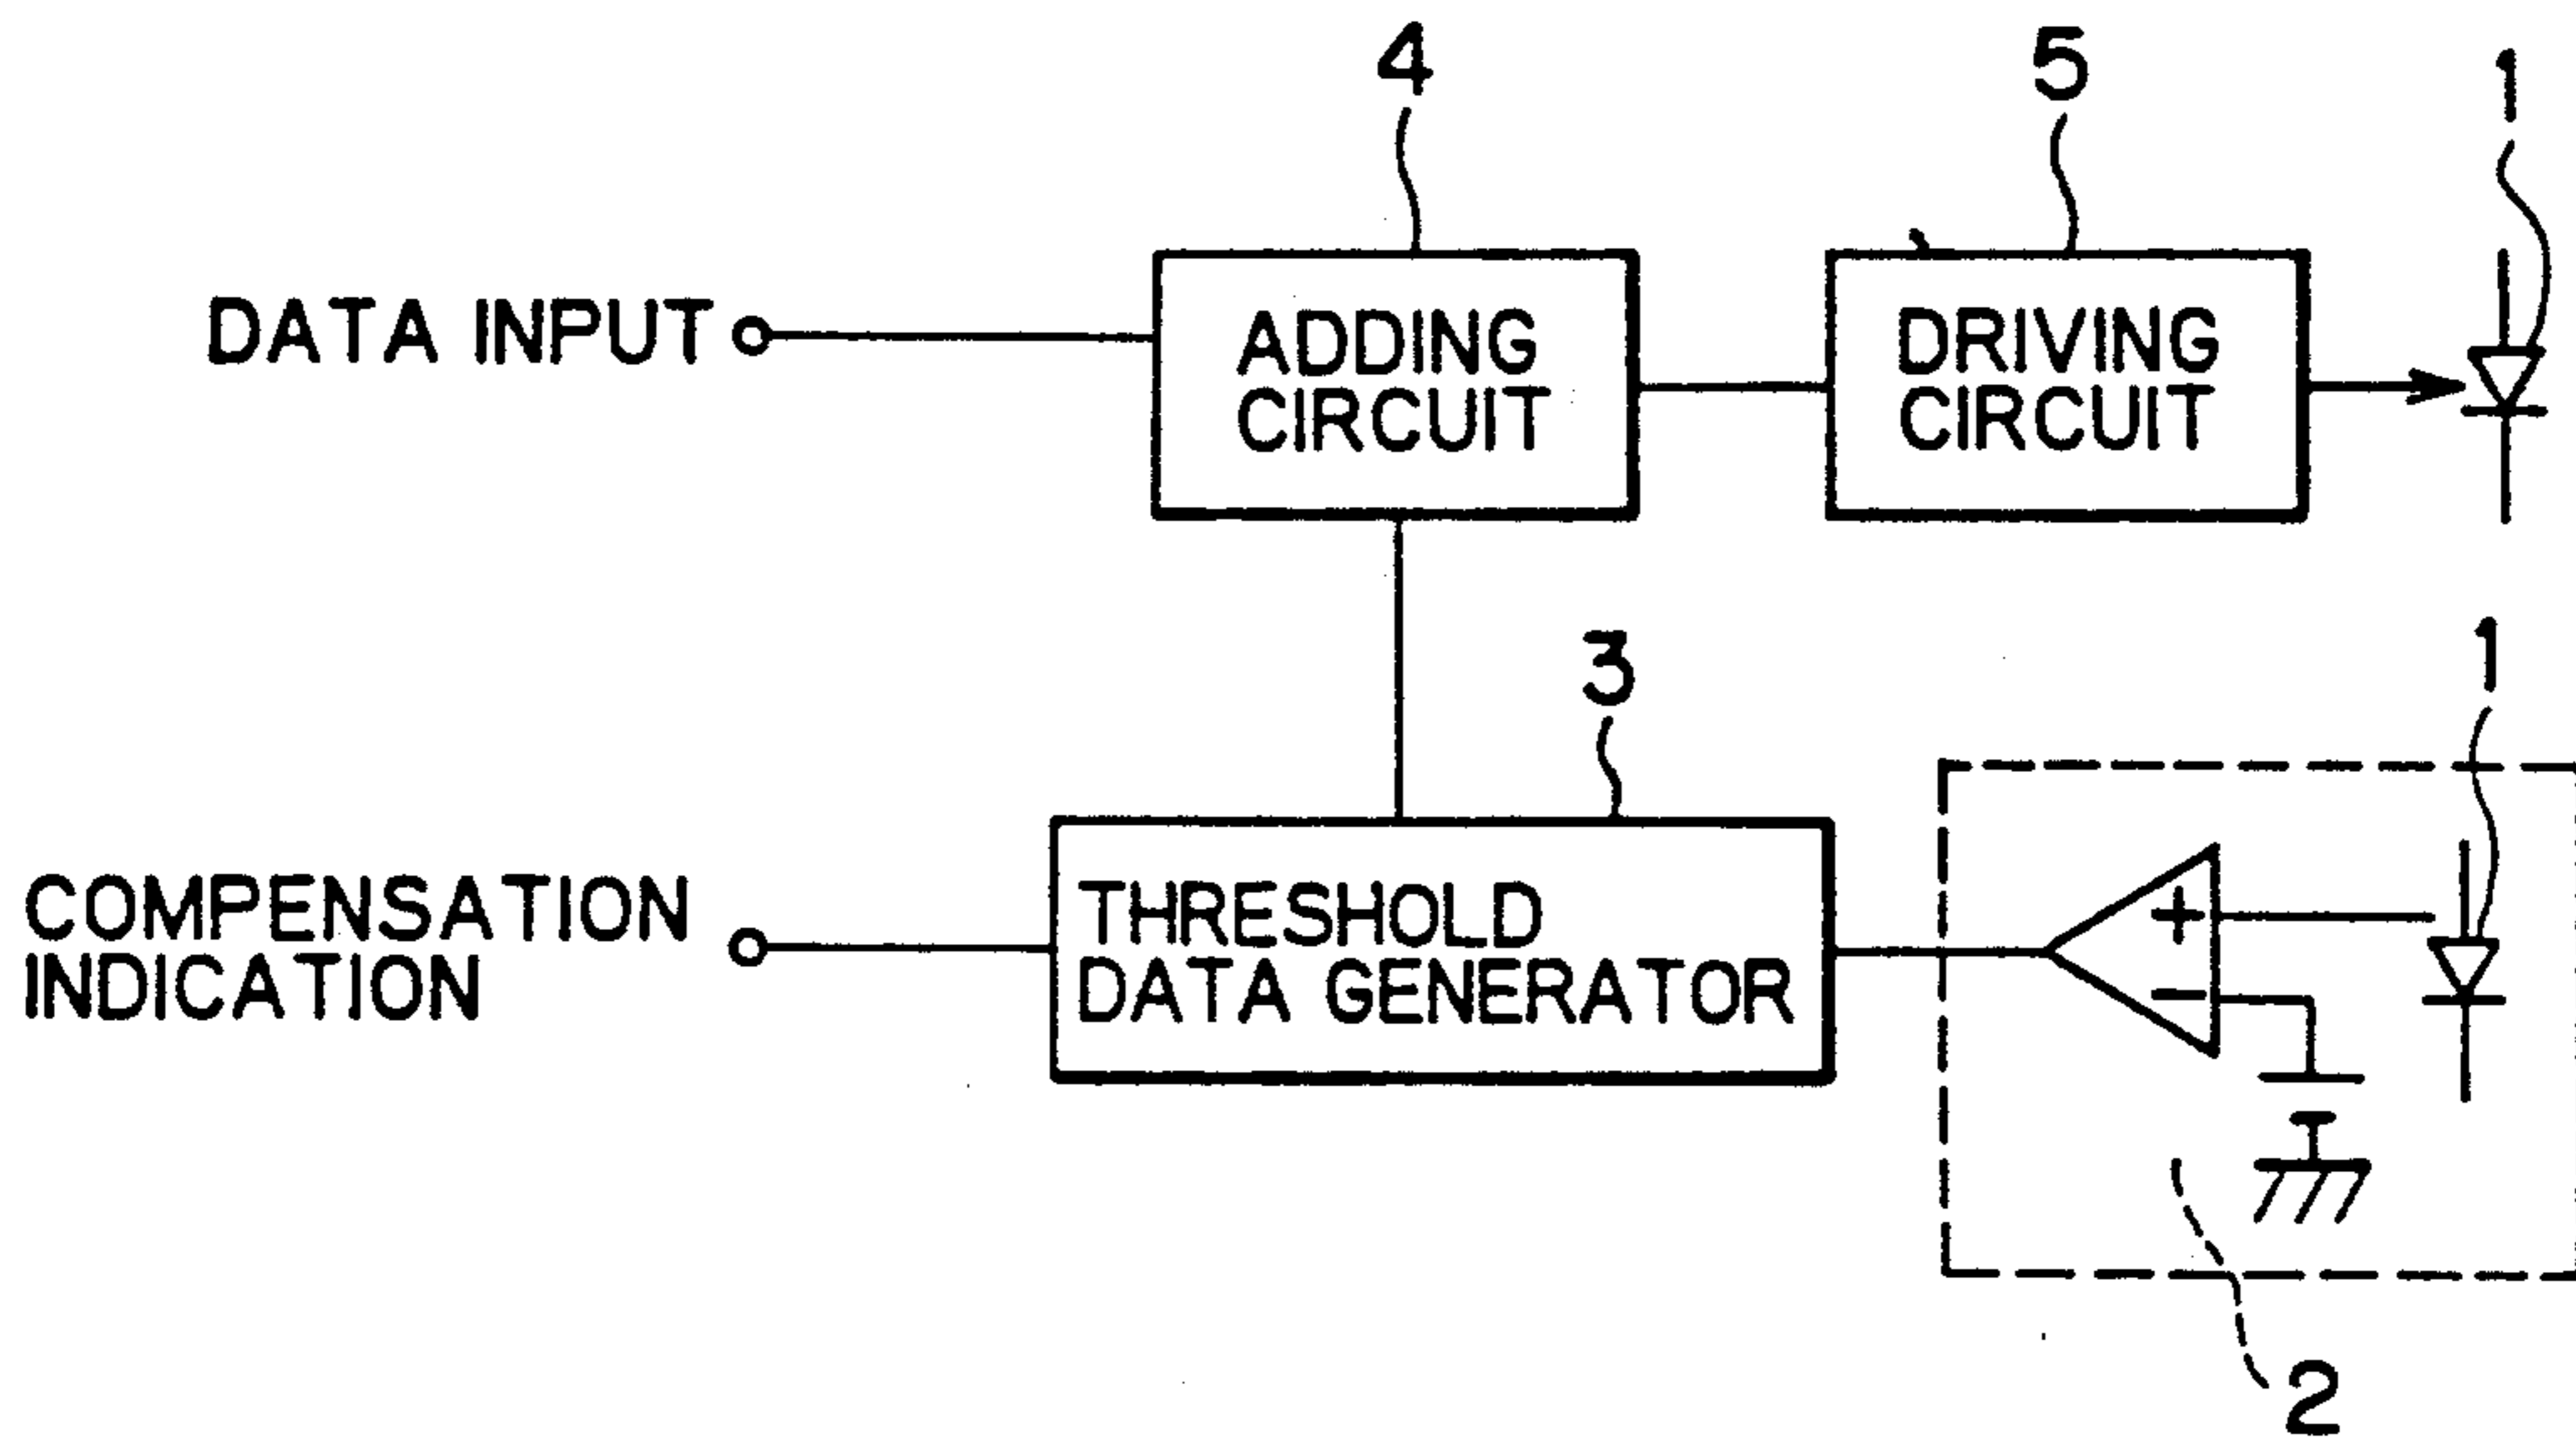 4
5
1
DATA INPUT
ADDING
CIRCUIT
DRIVING
CIRCUIT
3
1
COMPENSATION
INDICATION
THRESHOLD
DATA GENERATOR
+
−
2